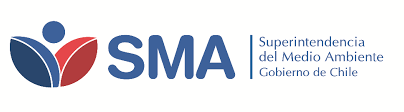 SMA
Superintendencia
del Medio Ambiente
Gobierno de Chile